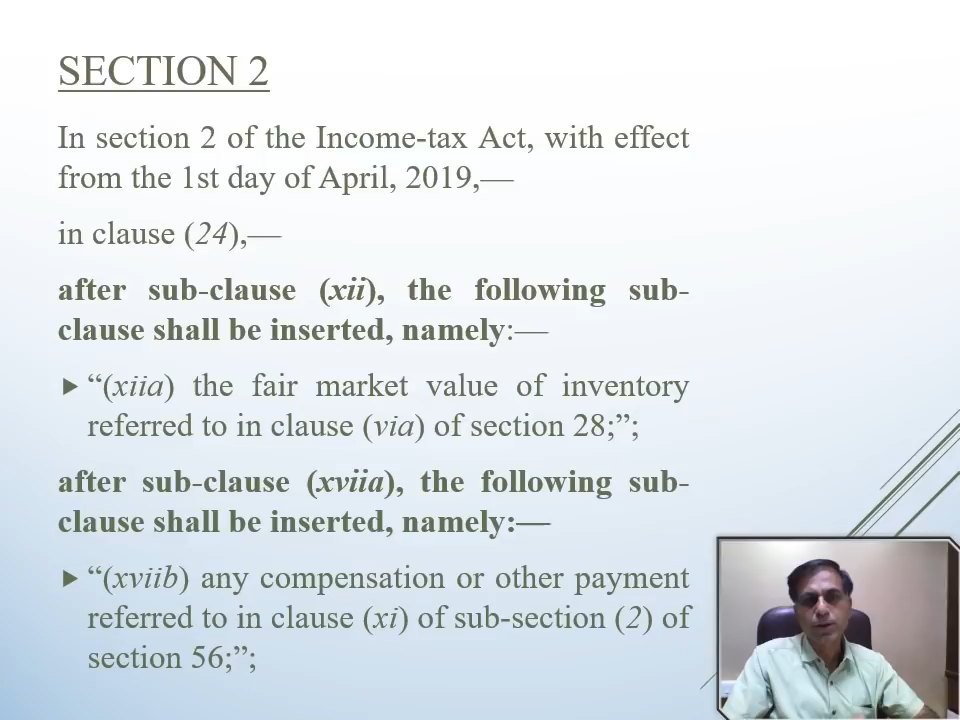 SECTION 2
In section 2 of the Income-tax Act, with effect
from the 1st day of April, 2019,—
in clause (24),—
after sub-clause (xii), the following sub-
clause shall be inserted, namely:—
“(xiia) the fair market value of inventory
referred to in clause (via) of section 28;”;
after sub-clause (xviia), the following sub-
clause shall be inserted, namely:—
“(xviib) any compensation or other payment
referred to in clause (xi) of sub-section (2) of
section 56;”;